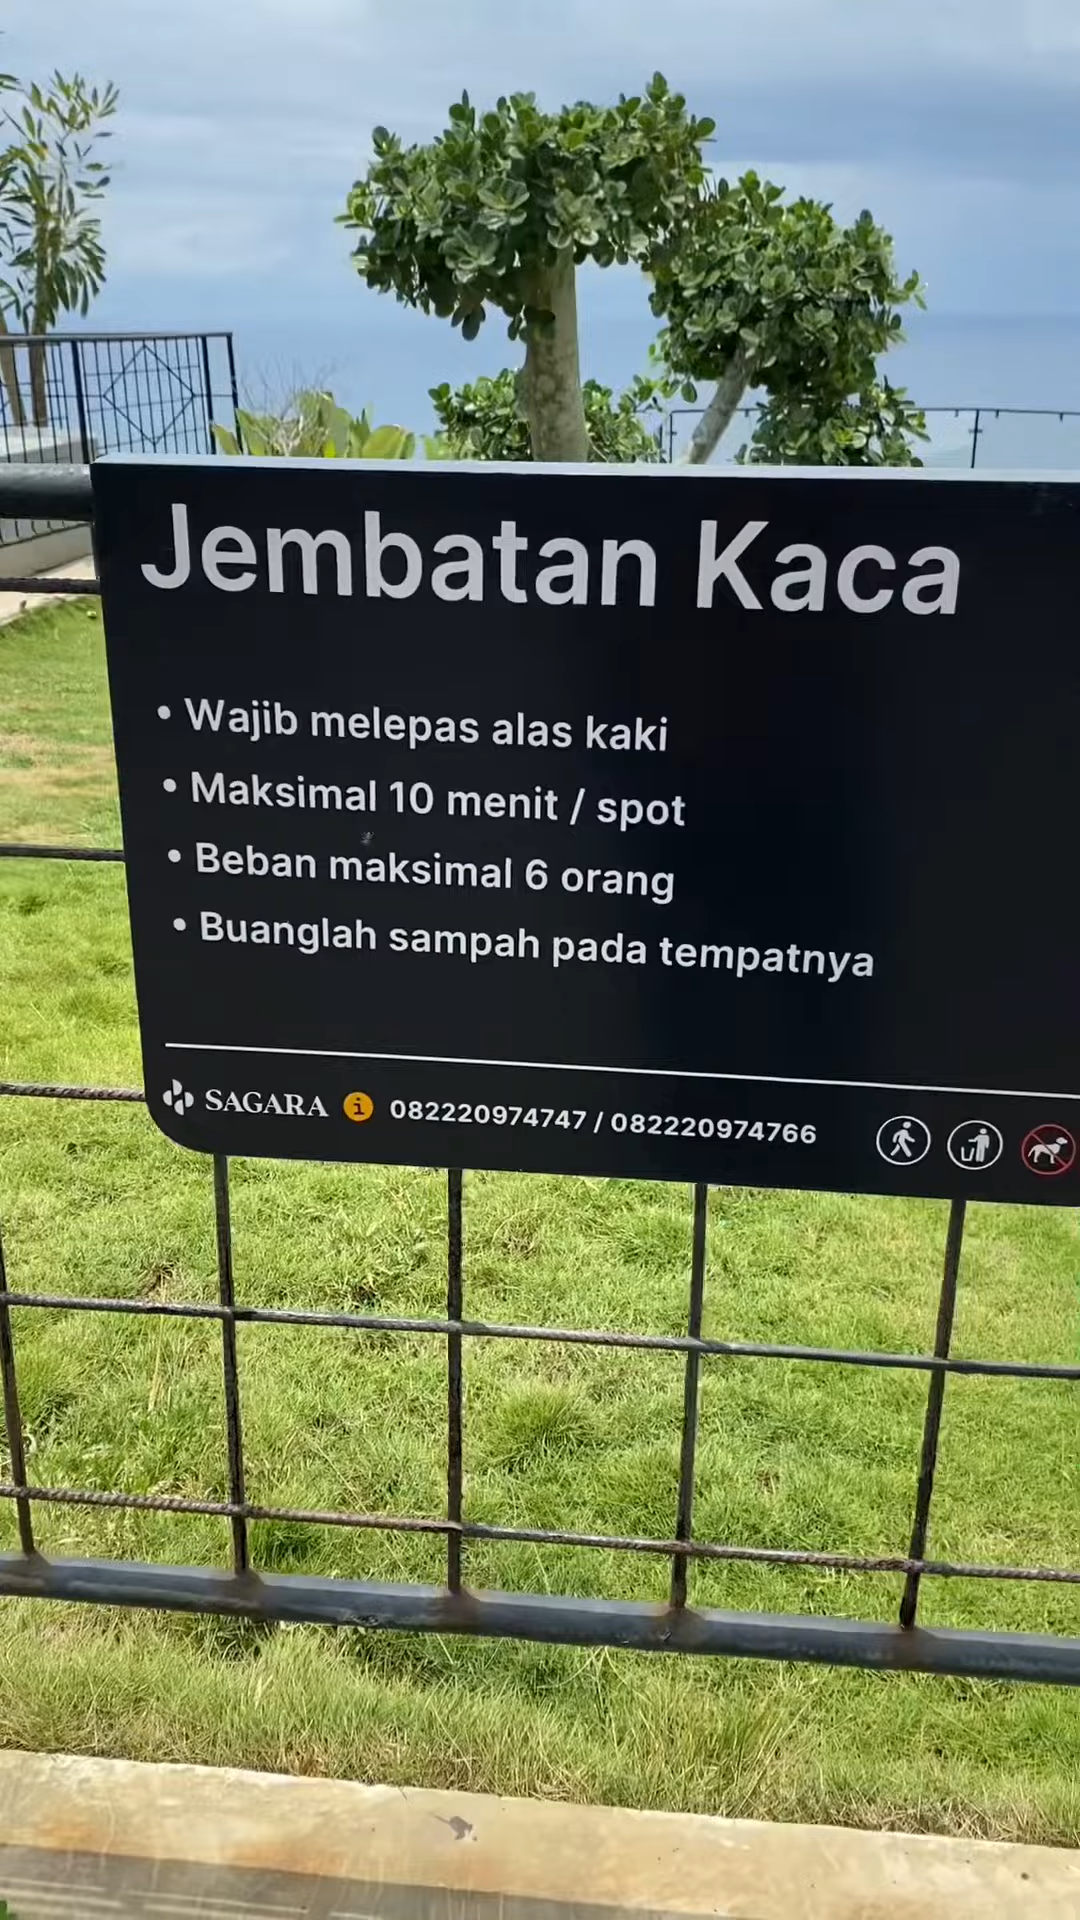 Jembatan Kaca
• Wajib melepas alas kaki
• Maksimal 10 menit / spot
• Beban maksimal 6 orang
• Buanglah sampah pada tempatnya
SAGARA i 082220974747 / 082220974766